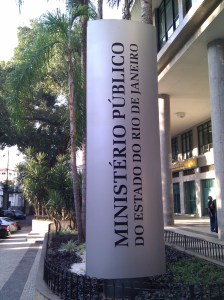 MINISTÉRIO PÚBLICO
DO ESTADO DO RIO DE JANEIRO